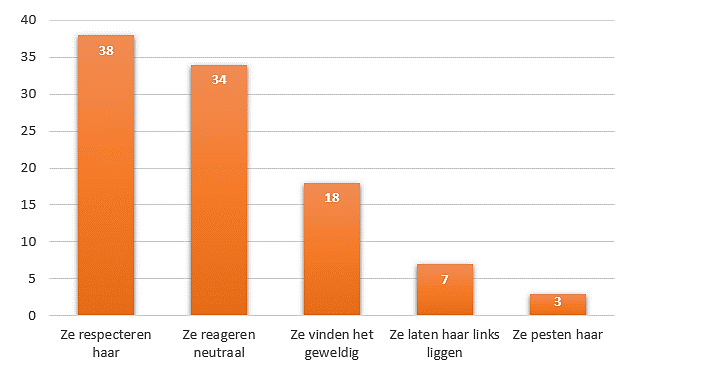 40
35
30
25
20
15
10
5
0
38
34
18
7
3
Ze respecteren
haar
Ze reageren
neutraal
Ze vinden het
geweldig
Ze laten haar links
liggen
Ze pesten haar